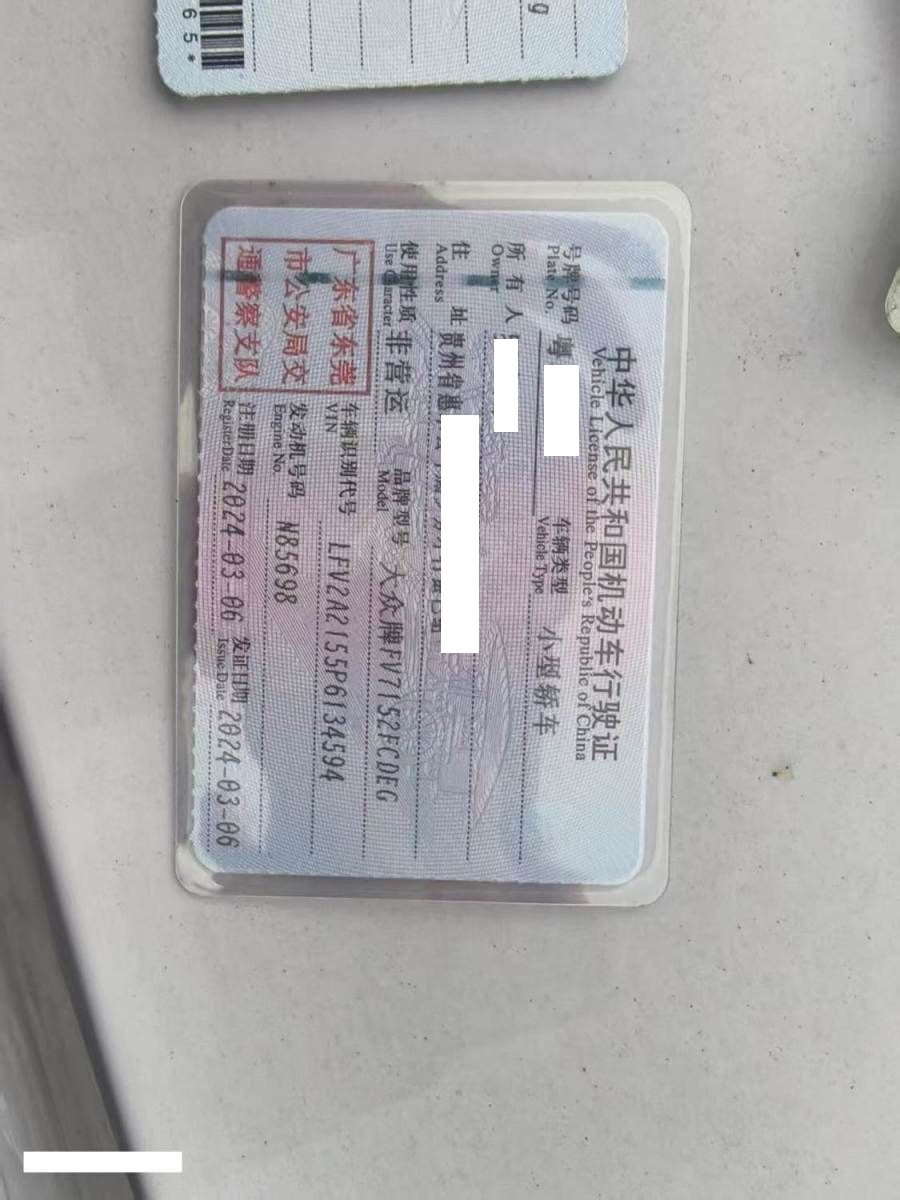 65*
g
中华人民共和国机动车行驶证
Vehicle License of the People's Republic of China
号牌号码 粤 车辆类型 小型轿车
Plate No. Vehicle Type
所有人
Owner
住址 贵州省
Address
使用性质 非营运 品牌型号 大众牌FV7152FCDEG
Use Character Model
广东省东莞
市公安局交
通警察支队
车辆识别代号 LFV2A2155P6134594
VIN
发动机号码 N85698
Engine No.
注册日期 2024-03-06 发证日期 2024-03-06
Register Date Issue Date